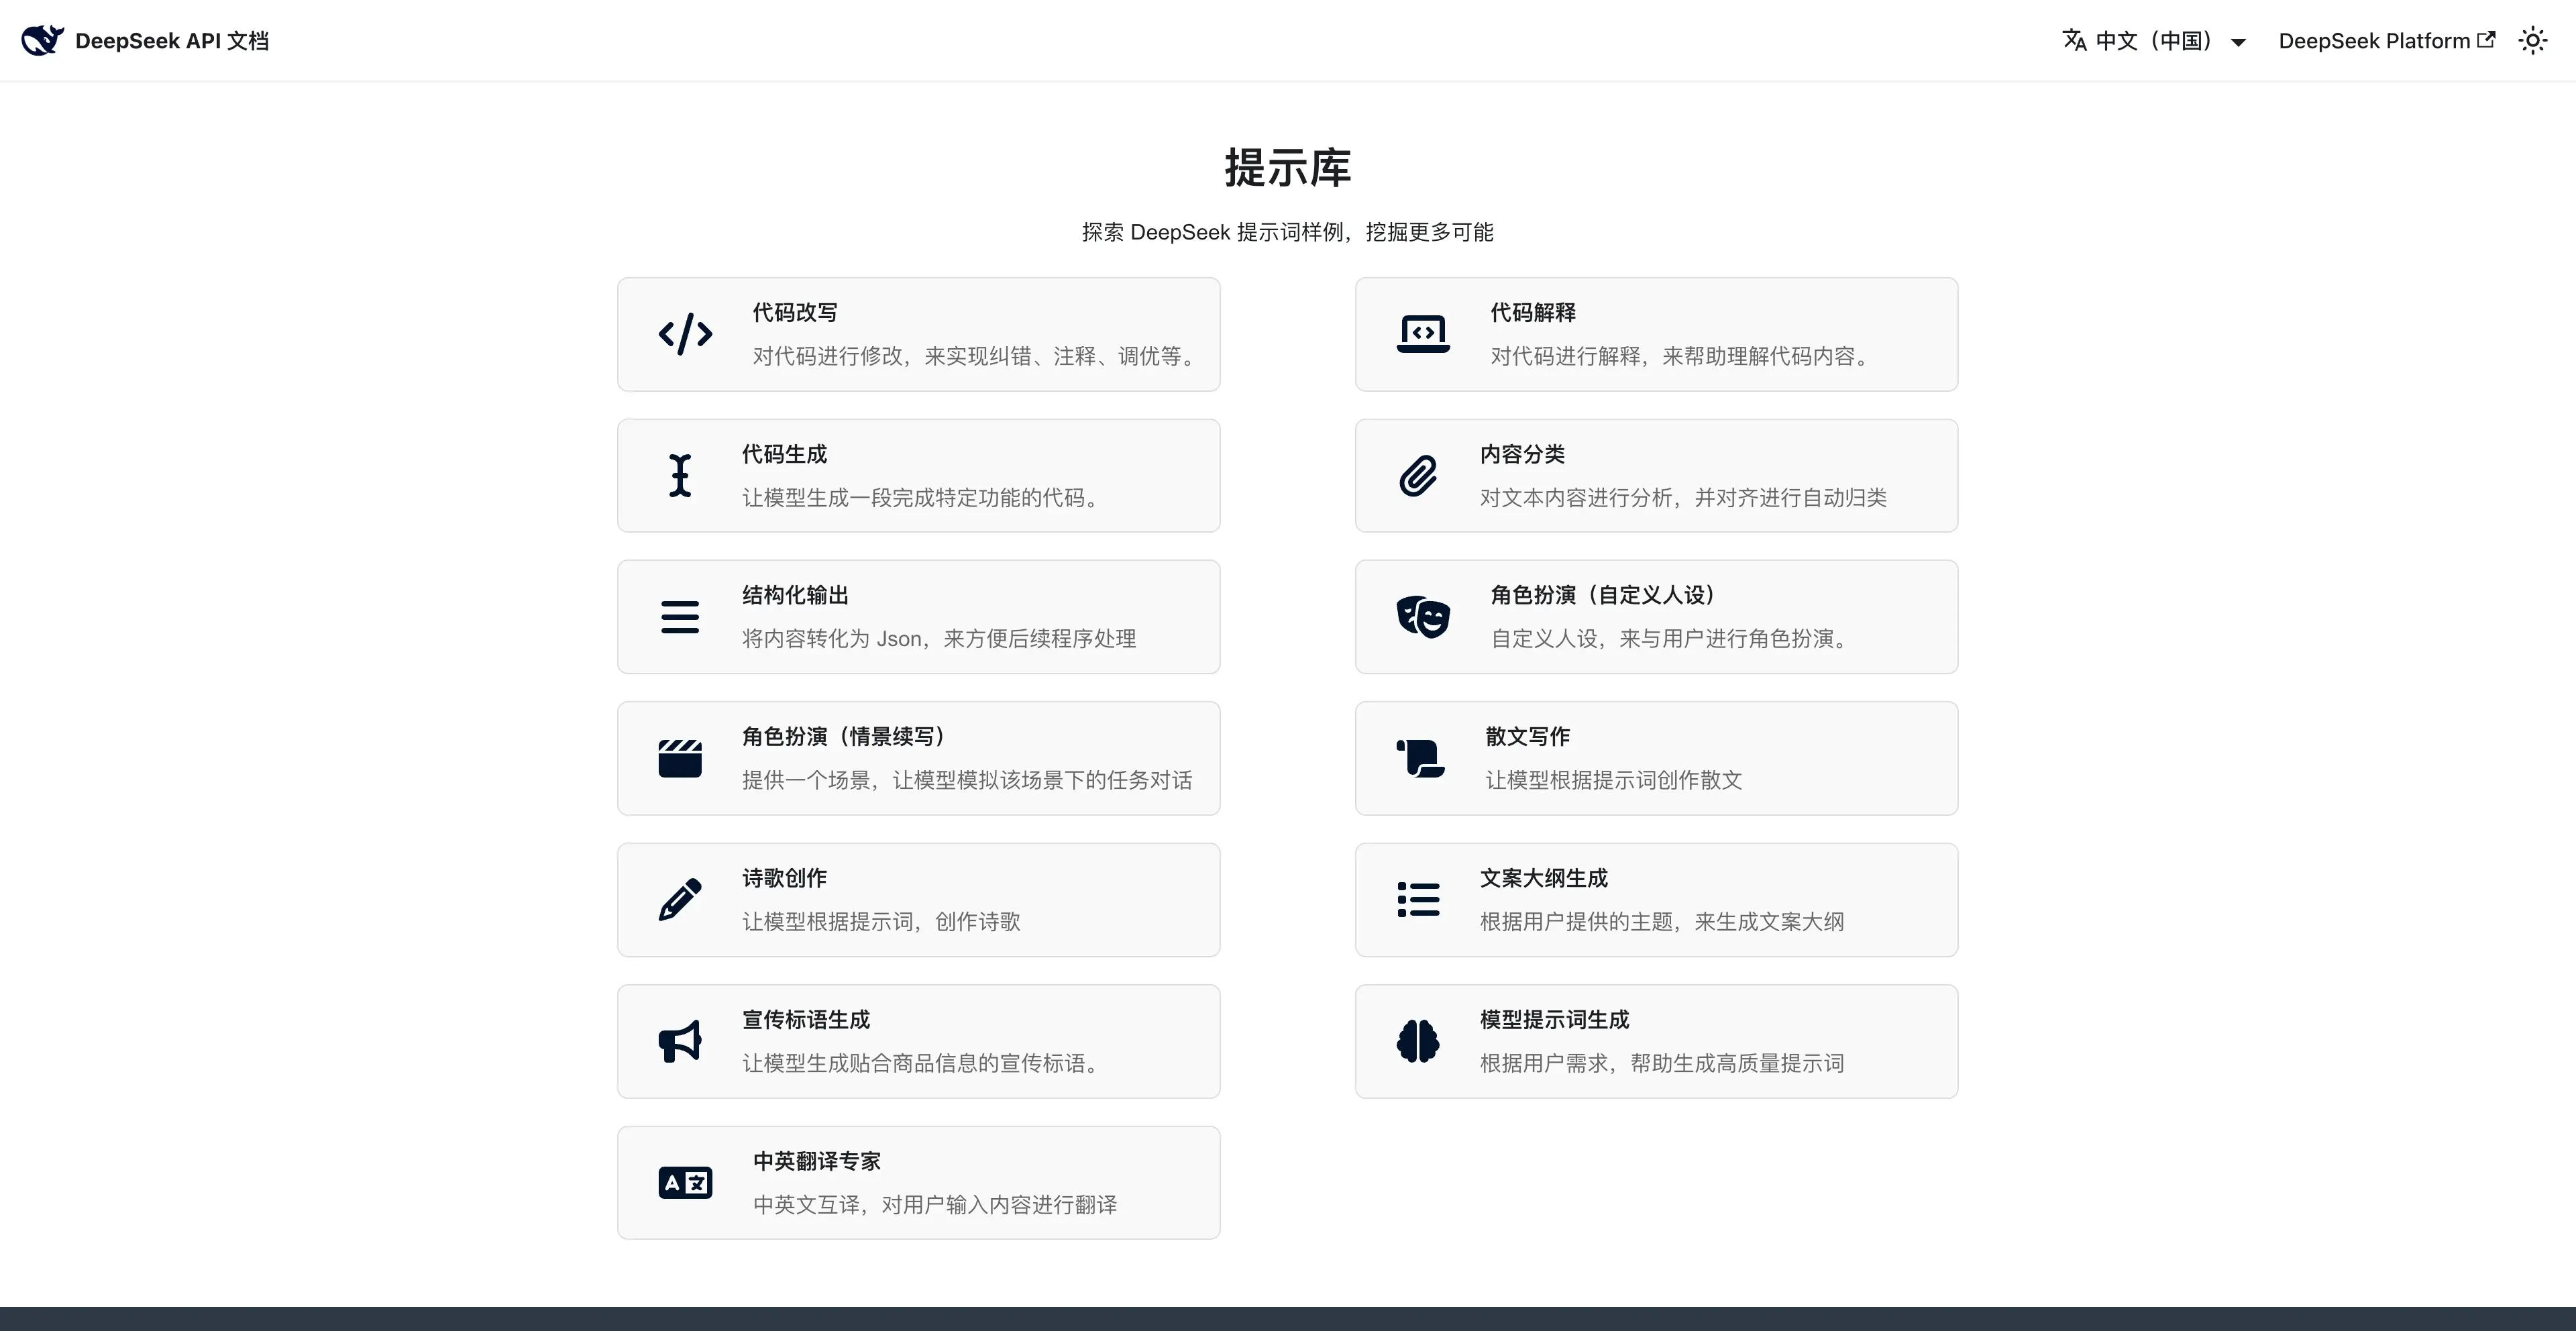 DeepSeek API 文档
中文（中国）
DeepSeek Platform
提示库
探索 DeepSeek 提示词样例，挖掘更多可能
代码改写
对代码进行修改，来实现纠错、注释、调优等。
代码解释
对代码进行解释，来帮助理解代码内容。
代码生成
让模型生成一段完成特定功能的代码。
内容分类
对文本内容进行分析，并对齐进行自动归类
结构化输出
将内容转化为 Json，来方便后续程序处理
角色扮演（自定义人设）
自定义人设，来与用户进行角色扮演。
角色扮演（情景续写）
提供一个场景，让模型模拟该场景下的任务对话
散文写作
让模型根据提示词创作散文
诗歌创作
让模型根据提示词，创作诗歌
文案大纲生成
根据用户提供的主题，来生成文案大纲
宣传标语生成
让模型生成贴合商品信息的宣传标语。
模型提示词生成
根据用户需求，帮助生成高质量提示词
中英翻译专家
中英文互译，对用户输入内容进行翻译